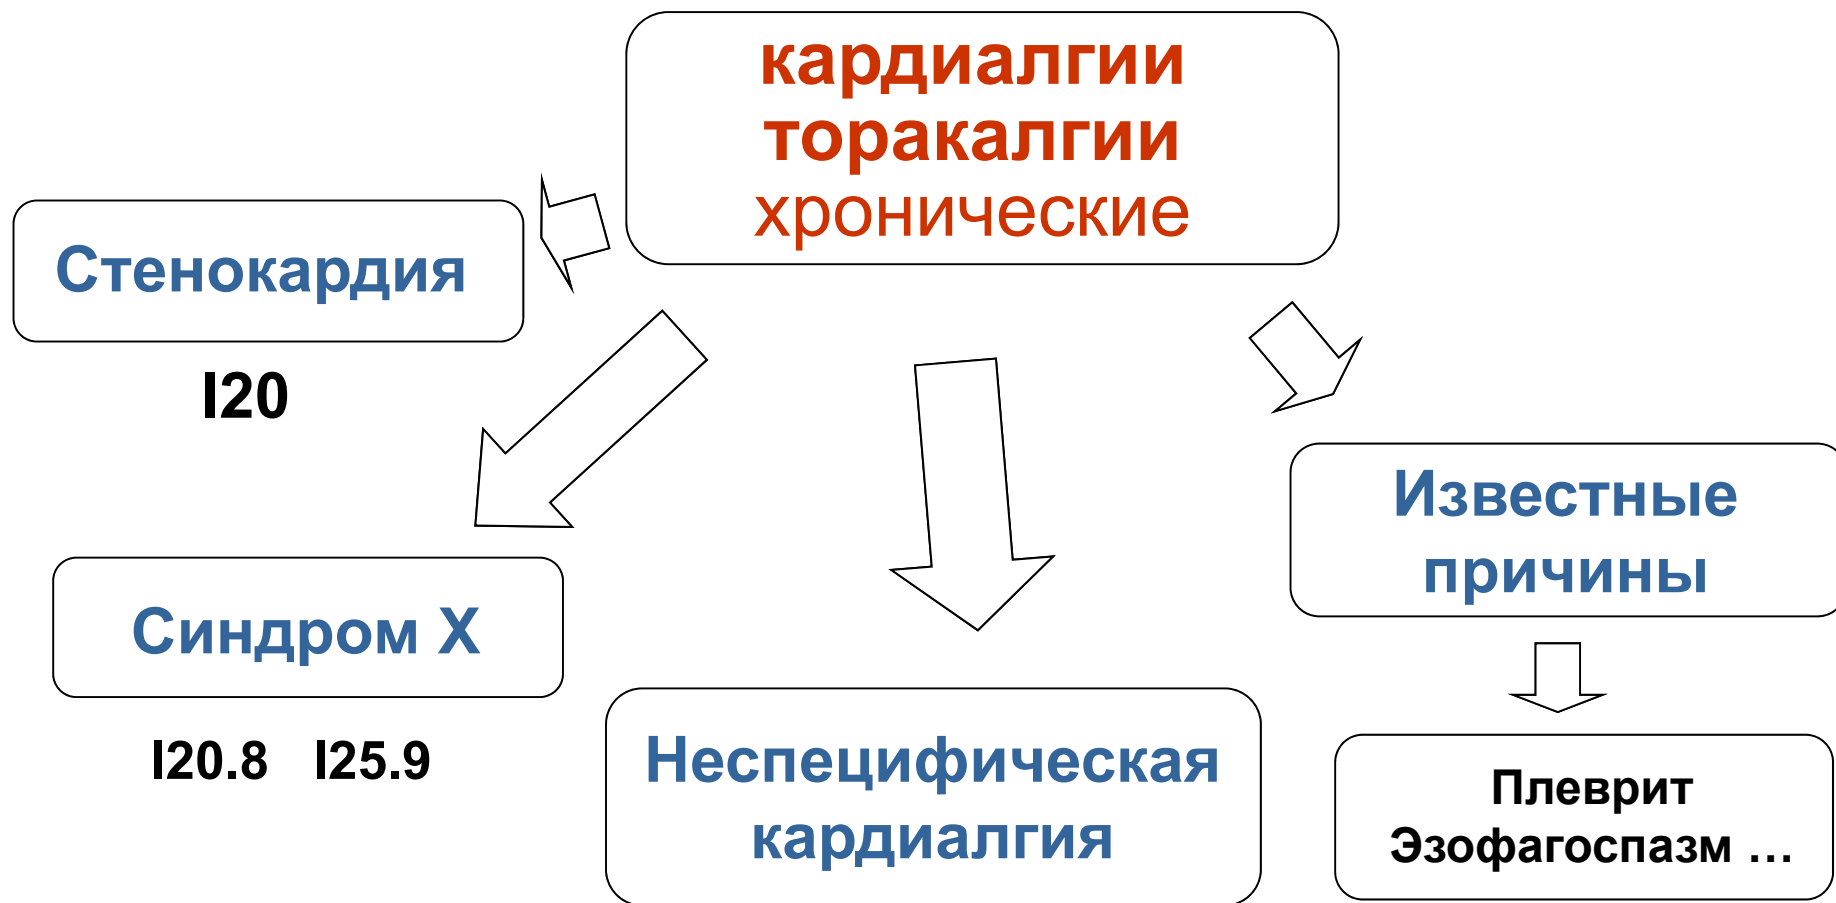 кардиалгии
торакалгии
хронические
Стенокардия
I20
Синдром X
I20.8 I25.9
Неспецифическая
кардиалгия
Известные
причины
Плеврит
Эзофагоспазм ...